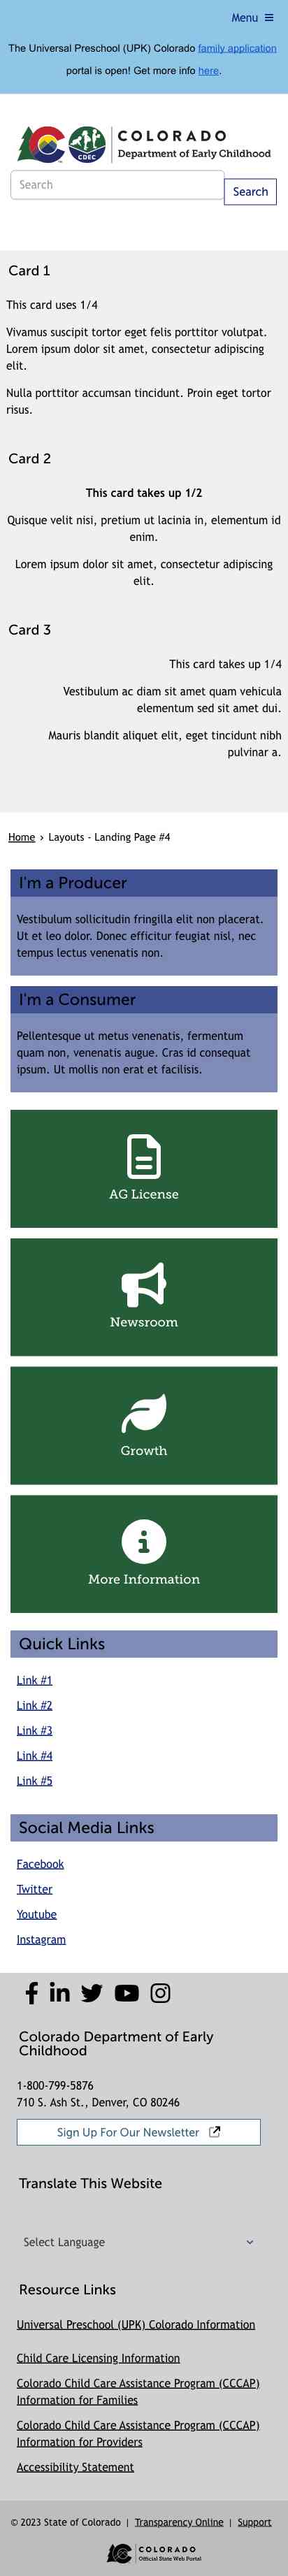 Menu
The Universal Preschool (UPK) Colorado family application
portal is open! Get more info here.
CDEC
COLORADO
Department of Early Childhood
Search
Search
Card 1
This card uses 1/4
Vivamus suscipit tortor eget felis porttitor volutpat.
Lorem ipsum dolor sit amet, consectetur adipiscing
elit.
Nulla porttitor accumsan tincidunt. Proin eget tortor
risus.
Card 2
This card takes up 1/2
Quisque velit nisi, pretium ut lacinia in, elementum id
enim.
Lorem ipsum dolor sit amet, consectetur adipiscing
elit.
Card 3
This card takes up 1/4
Vestibulum ac diam sit amet quam vehicula
elementum sed sit amet dui.
Mauris blandit aliquet elit, eget tincidunt nibh
pulvinar a.
Home › Layouts - Landing Page #4
I'm a Producer
Vestibulum sollicitudin fringilla elit non placerat.
Ut et leo dolor. Donec efficitur feugiat nisl, nec
tempus lectus venenatis non.
I'm a Consumer
Pellentesque ut metus venenatis, fermentum
quam non, venenatis augue. Cras id consequat
ipsum. Ut mollis non erat et facilisis.
AG License
Newsroom
Growth
More Information
Quick Links
Link #1
Link #2
Link #3
Link #4
Link #5
Social Media Links
Facebook
Twitter
Youtube
Instagram
Colorado Department of Early
Childhood
1-800-799-5876
710 S. Ash St., Denver, CO 80246
Sign Up For Our Newsletter
Translate This Website
Select Language
Resource Links
Universal Preschool (UPK) Colorado Information
Child Care Licensing Information
Colorado Child Care Assistance Program (CCCAP)
Information for Families
Colorado Child Care Assistance Program (CCCAP)
Information for Providers
Accessibility Statement
© 2023 State of Colorado | Transparency Online | Support
COLORADO
Official State Web Portal